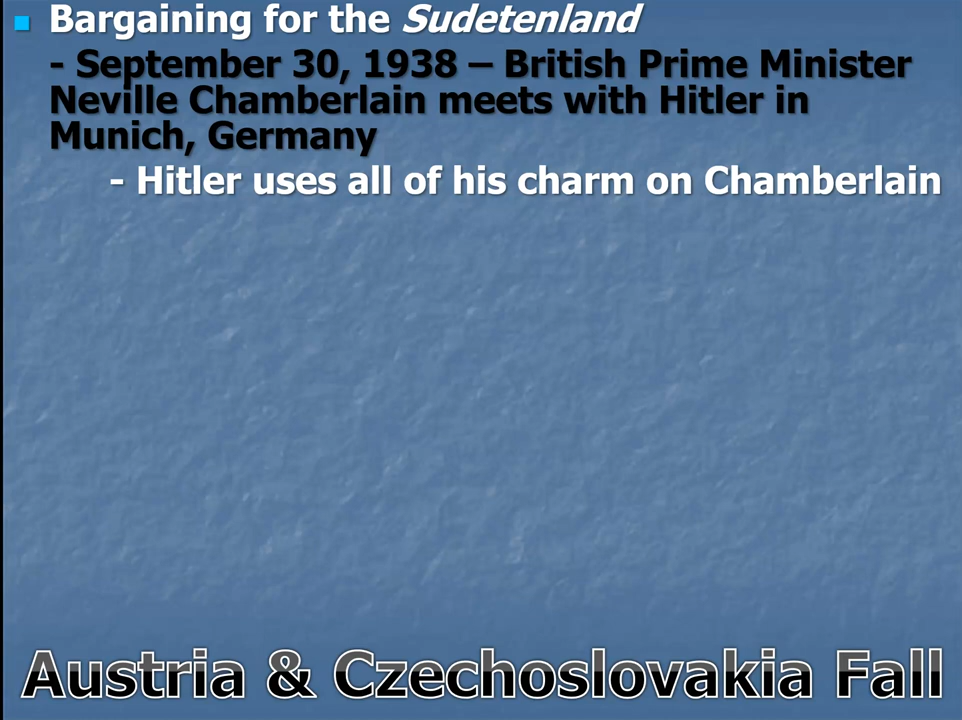 Bargaining for the Sudetenland
- September 30, 1938 – British Prime Minister
Neville Chamberlain meets with Hitler in
Munich, Germany
- Hitler uses all of his charm on Chamberlain
Austria & Czechoslovakia Fall